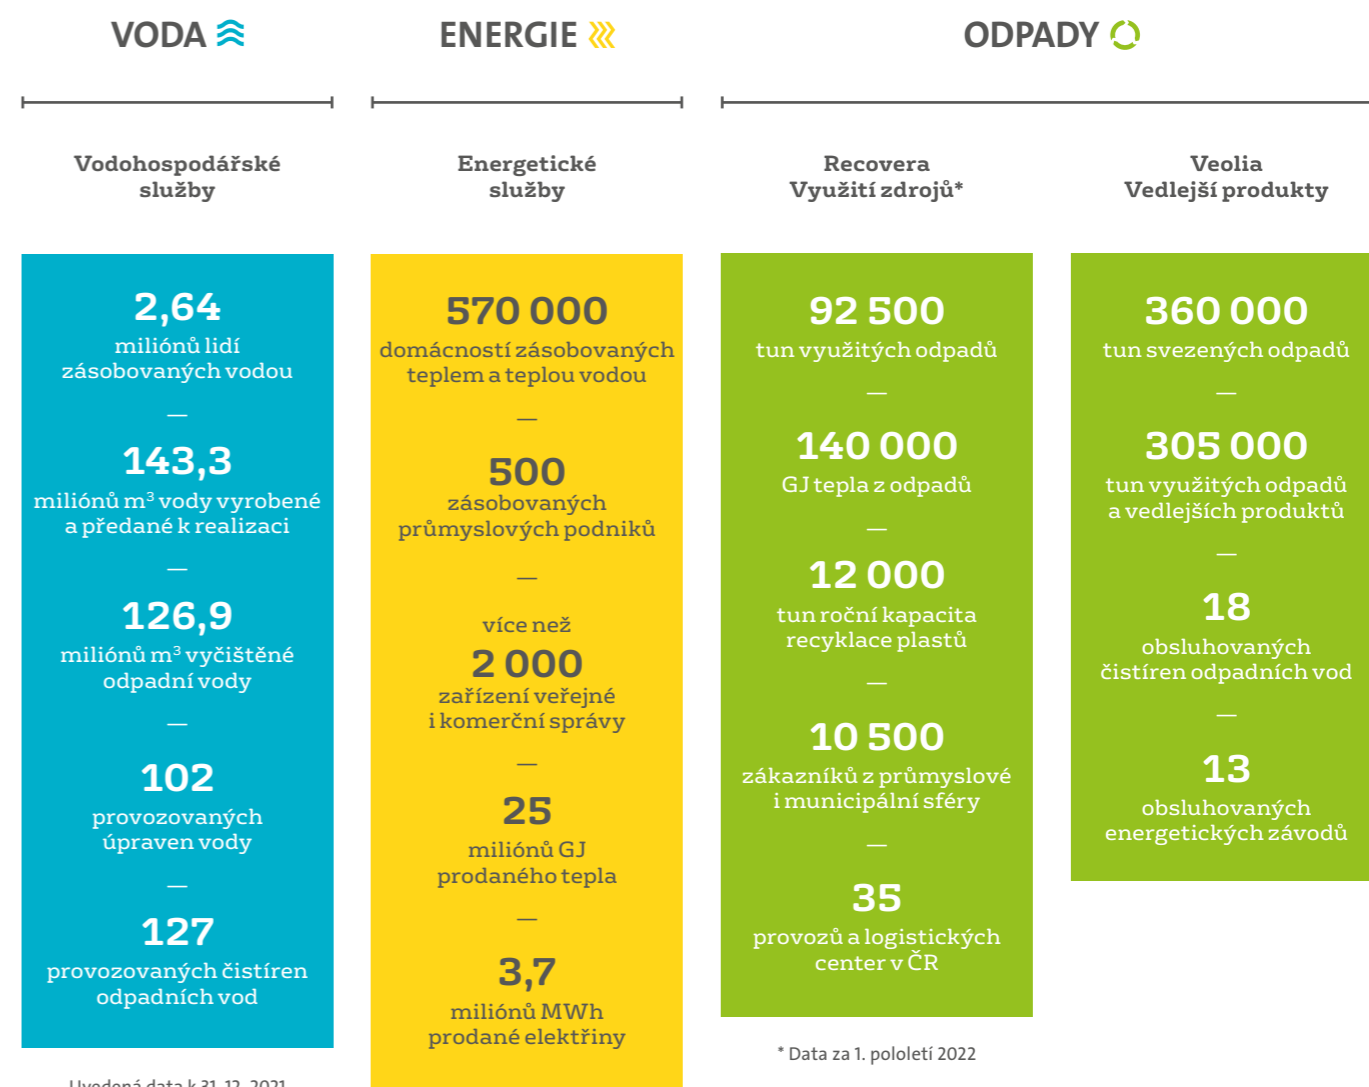 VODA
ENERGIE
ODPADY
Vodohospodářské
služby
Energetické
služby
Recovera
Využití zdrojů*
Veolia
Vedlejší produkty
2,64
miliónů lidí
zásobovaných vodou
—
143,3
miliónů m³ vody vyrobené
a předané k realizaci
—
126,9
miliónů m³ vyčištěné
odpadní vody
—
102
provozovaných
úpraven vody
—
127
provozovaných čistíren
odpadních vod
Uvedená data k 31. 12. 2021
570 000
domácností zásobovaných
teplem a teplou vodou
—
500
zásobovaných
průmyslových podniků
—
více než
2 000
zařízení veřejné
i komerční správy
—
25
miliónů GJ
prodaného tepla
—
3,7
miliónů MWh
prodané elektřiny
92 500
tun využitých odpadů
—
140 000
GJ tepla z odpadů
—
12 000
tun roční kapacita
recyklace plastů
—
10 500
zákazníků z průmyslové
i municipální sféry
—
35
provozů a logistických
center v ČR
* Data za 1. pololetí 2022
360 000
tun svezených odpadů
—
305 000
tun využitých odpadů
a vedlejších produktů
—
18
obsluhovaných
čistíren odpadních vod
—
13
obsluhovaných
energetických závodů